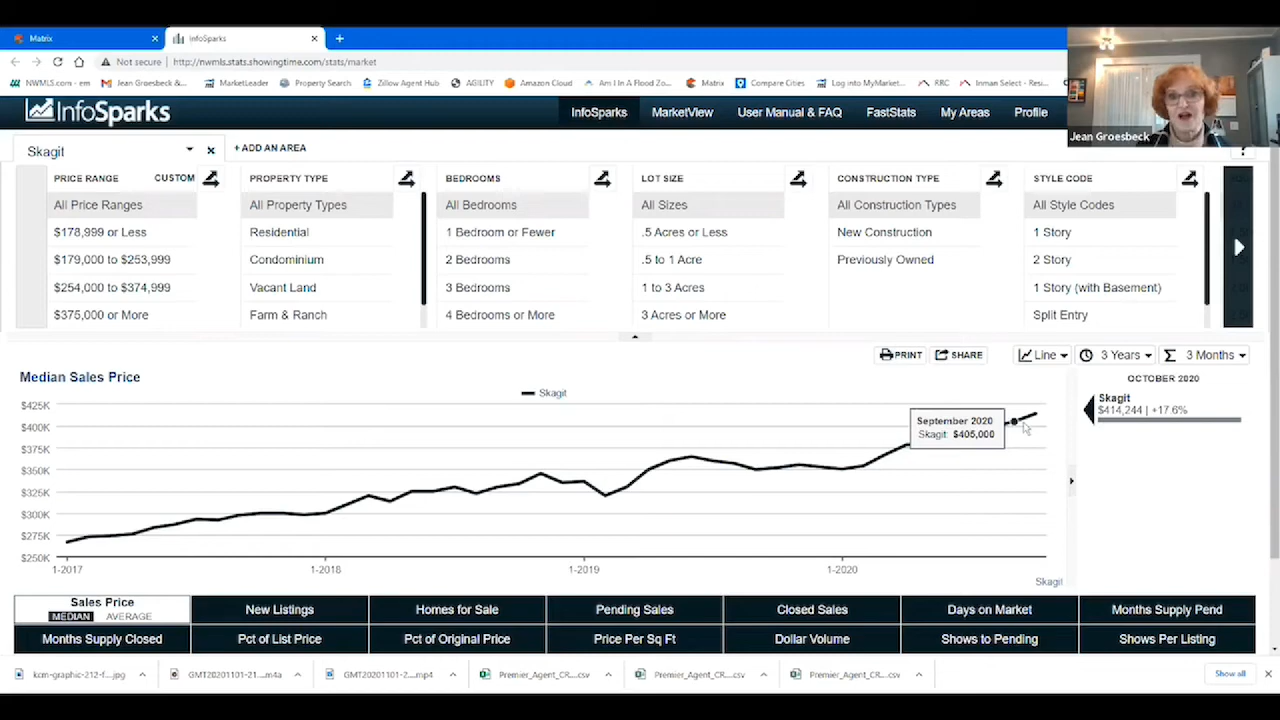 Matrix
InfoSparks
Not secure | http://nwmls.stats.showingtime.com/stats/market
NWMLS.com - em
Jean Groesbeck &...
MarketLeader
Property Search
Zillow Agent Hub
AGILITY
Amazon Cloud
Am I In A Flood Zo...
Matrix
Compare Cities
Log into MyMarket...
RRC
Inman Select - Resi...
Jean Groesbeck
InfoSparks
InfoSparks
MarketView
User Manual & FAQ
FastStats
My Areas
Profile
Skagit
+ ADD AN AREA
?
PRICE RANGE
CUSTOM
All Price Ranges
$178,999 or Less
$179,000 to $253,999
$254,000 to $374,999
$375,000 or More
PROPERTY TYPE
All Property Types
Residential
Condominium
Vacant Land
Farm & Ranch
BEDROOMS
All Bedrooms
1 Bedroom or Fewer
2 Bedrooms
3 Bedrooms
4 Bedrooms or More
LOT SIZE
All Sizes
.5 Acres or Less
.5 to 1 Acre
1 to 3 Acres
3 Acres or More
CONSTRUCTION TYPE
All Construction Types
New Construction
Previously Owned
STYLE CODE
All Style Codes
1 Story
2 Story
1 Story (with Basement)
Split Entry
PRINT
SHARE
Line
3 Years
3 Months
Median Sales Price
Skagit
OCTOBER 2020
Skagit
$414,244 | +17.6%
September 2020
Skagit: $405,000
$425K
$400K
$375K
$350K
$325K
$300K
$275K
$250K
1-2017
1-2018
1-2019
1-2020
Skagit
Sales Price
MEDIAN AVERAGE
New Listings
Homes for Sale
Pending Sales
Closed Sales
Days on Market
Months Supply Pend
Months Supply Closed
Pct of List Price
Pct of Original Price
Price Per Sq Ft
Dollar Volume
Shows to Pending
Shows Per Listing
kcm-graphic-212-f....jpg
GMT20201101-21....m4a
GMT20201101-2....mp4
Premier_Agent_CR....csv
Premier_Agent_CR....csv
Premier_Agent_CR....csv
Show all